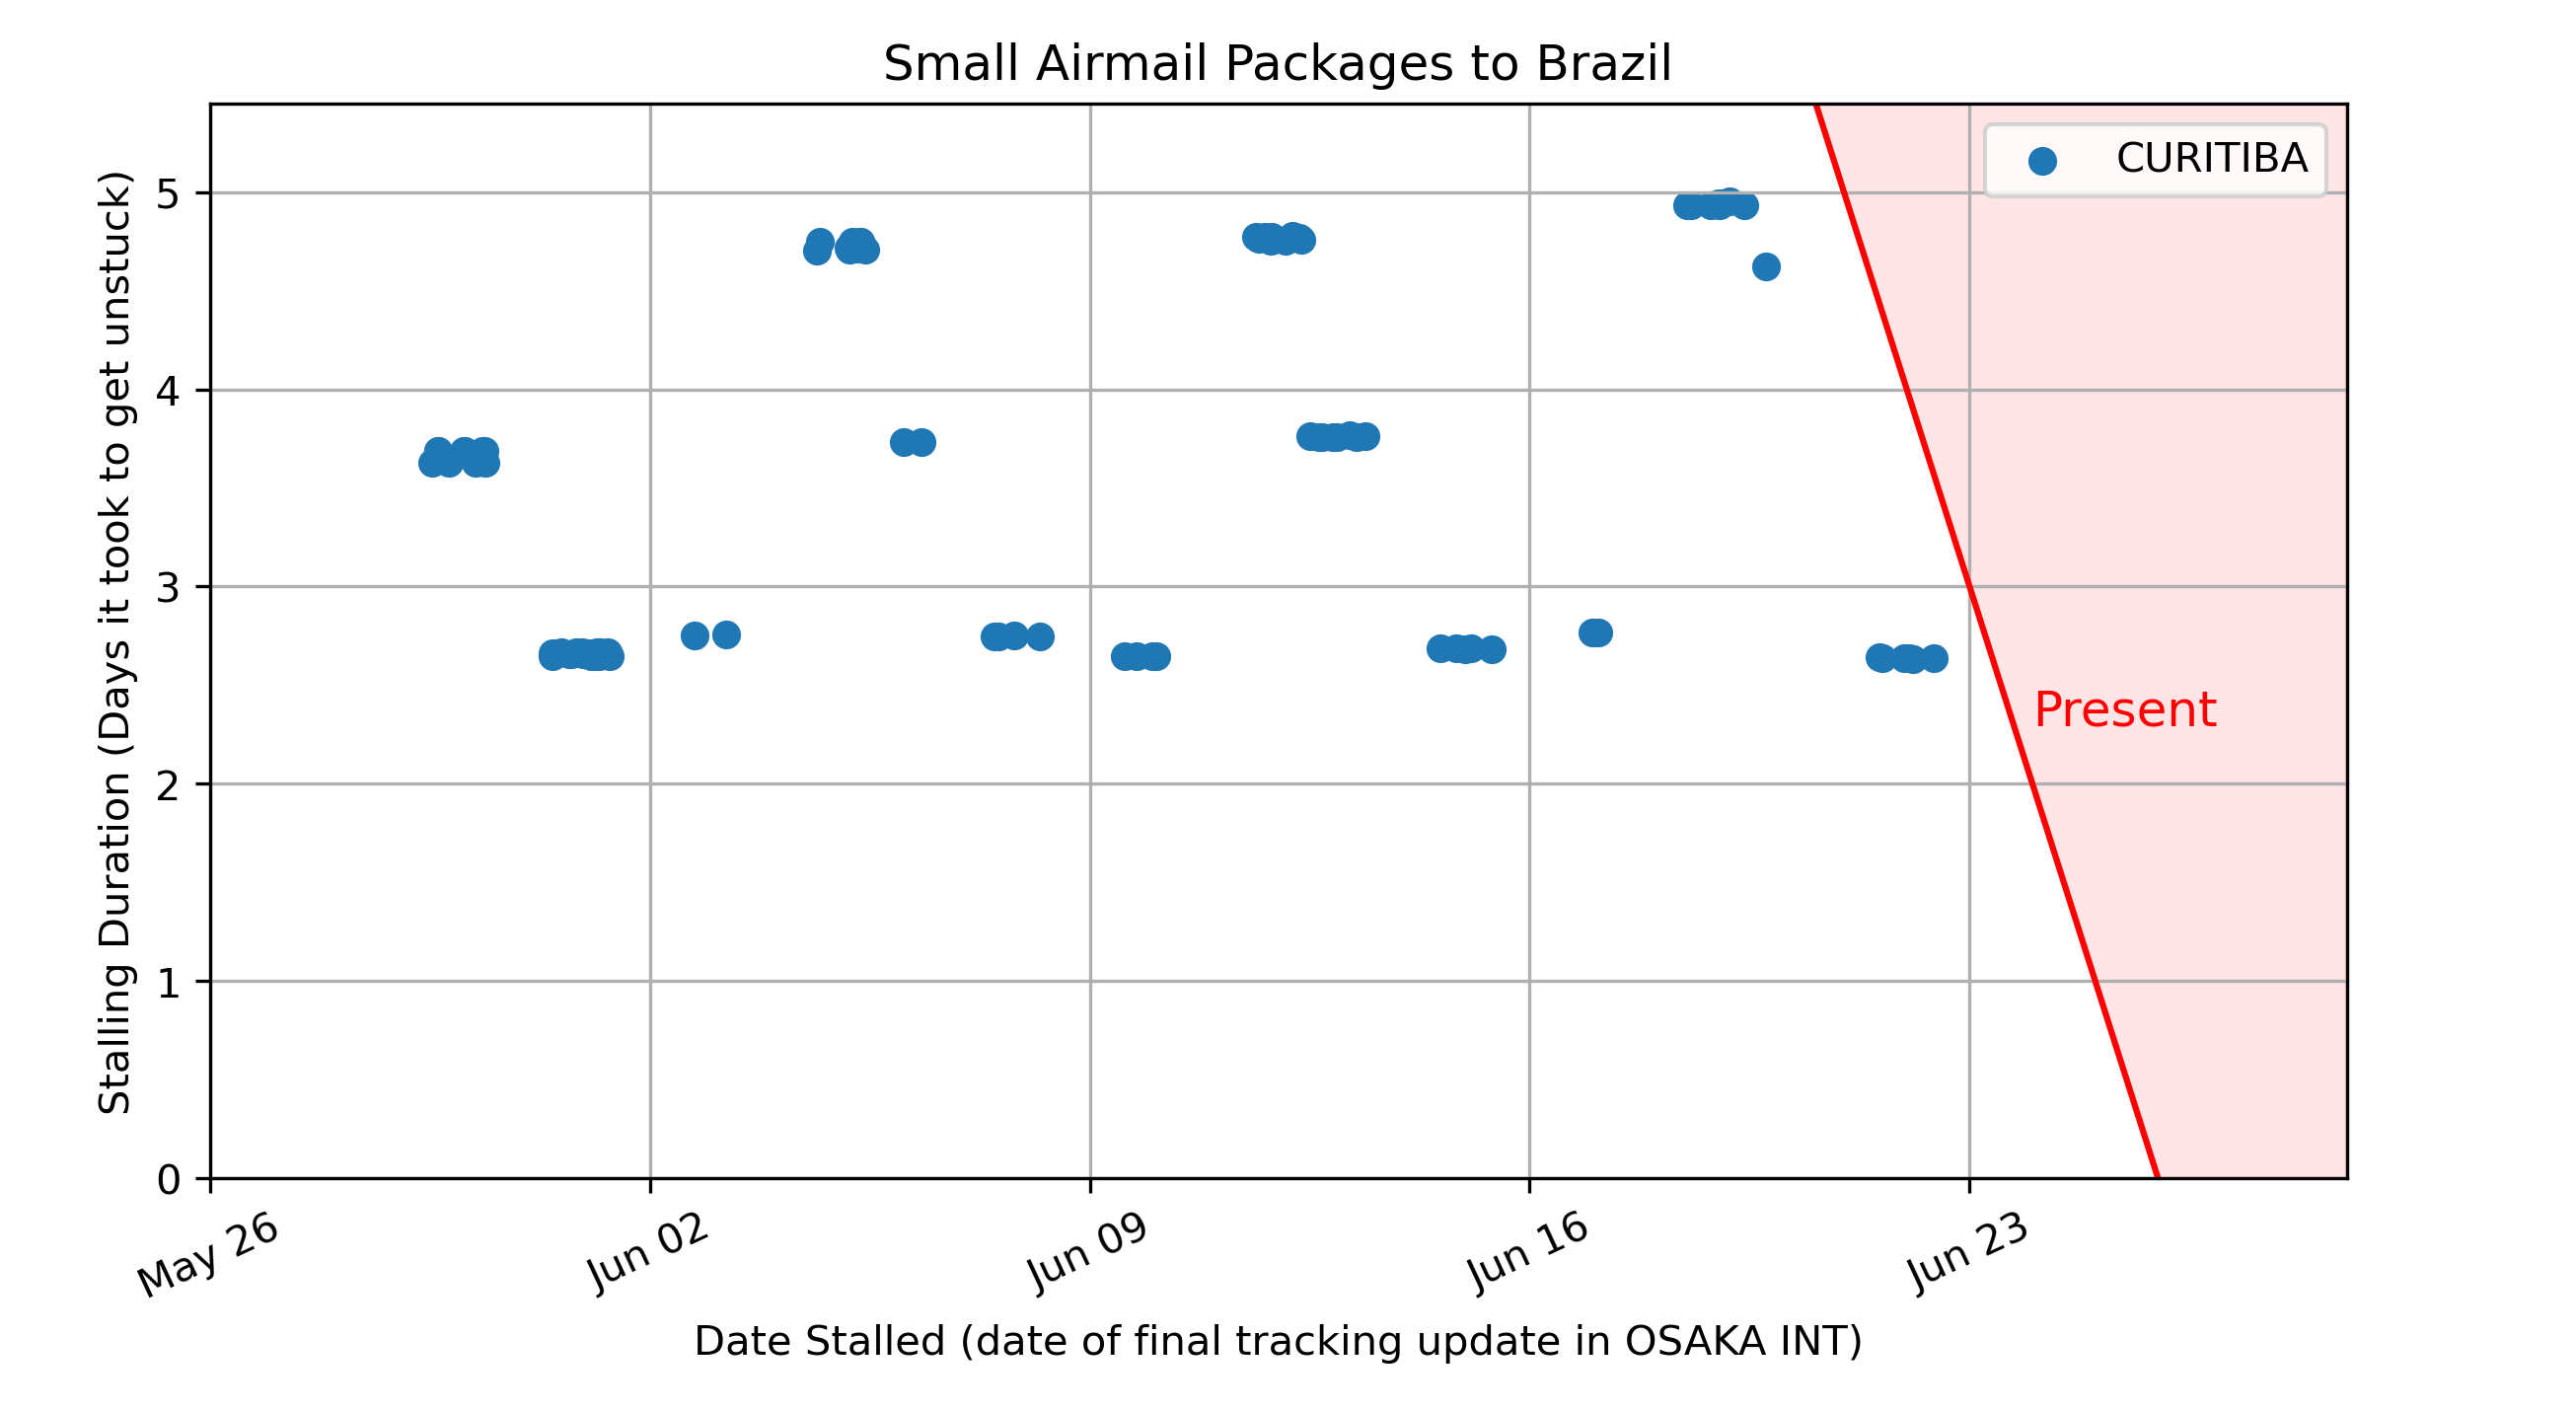 Small Airmail Packages to Brazil
CURITIBA
Stalling Duration (Days it took to get unstuck)
5
4
3
2
1
0
Present
May 26
Jun 02
Jun 09
Jun 16
Jun 23
Date Stalled (date of final tracking update in OSAKA INT)